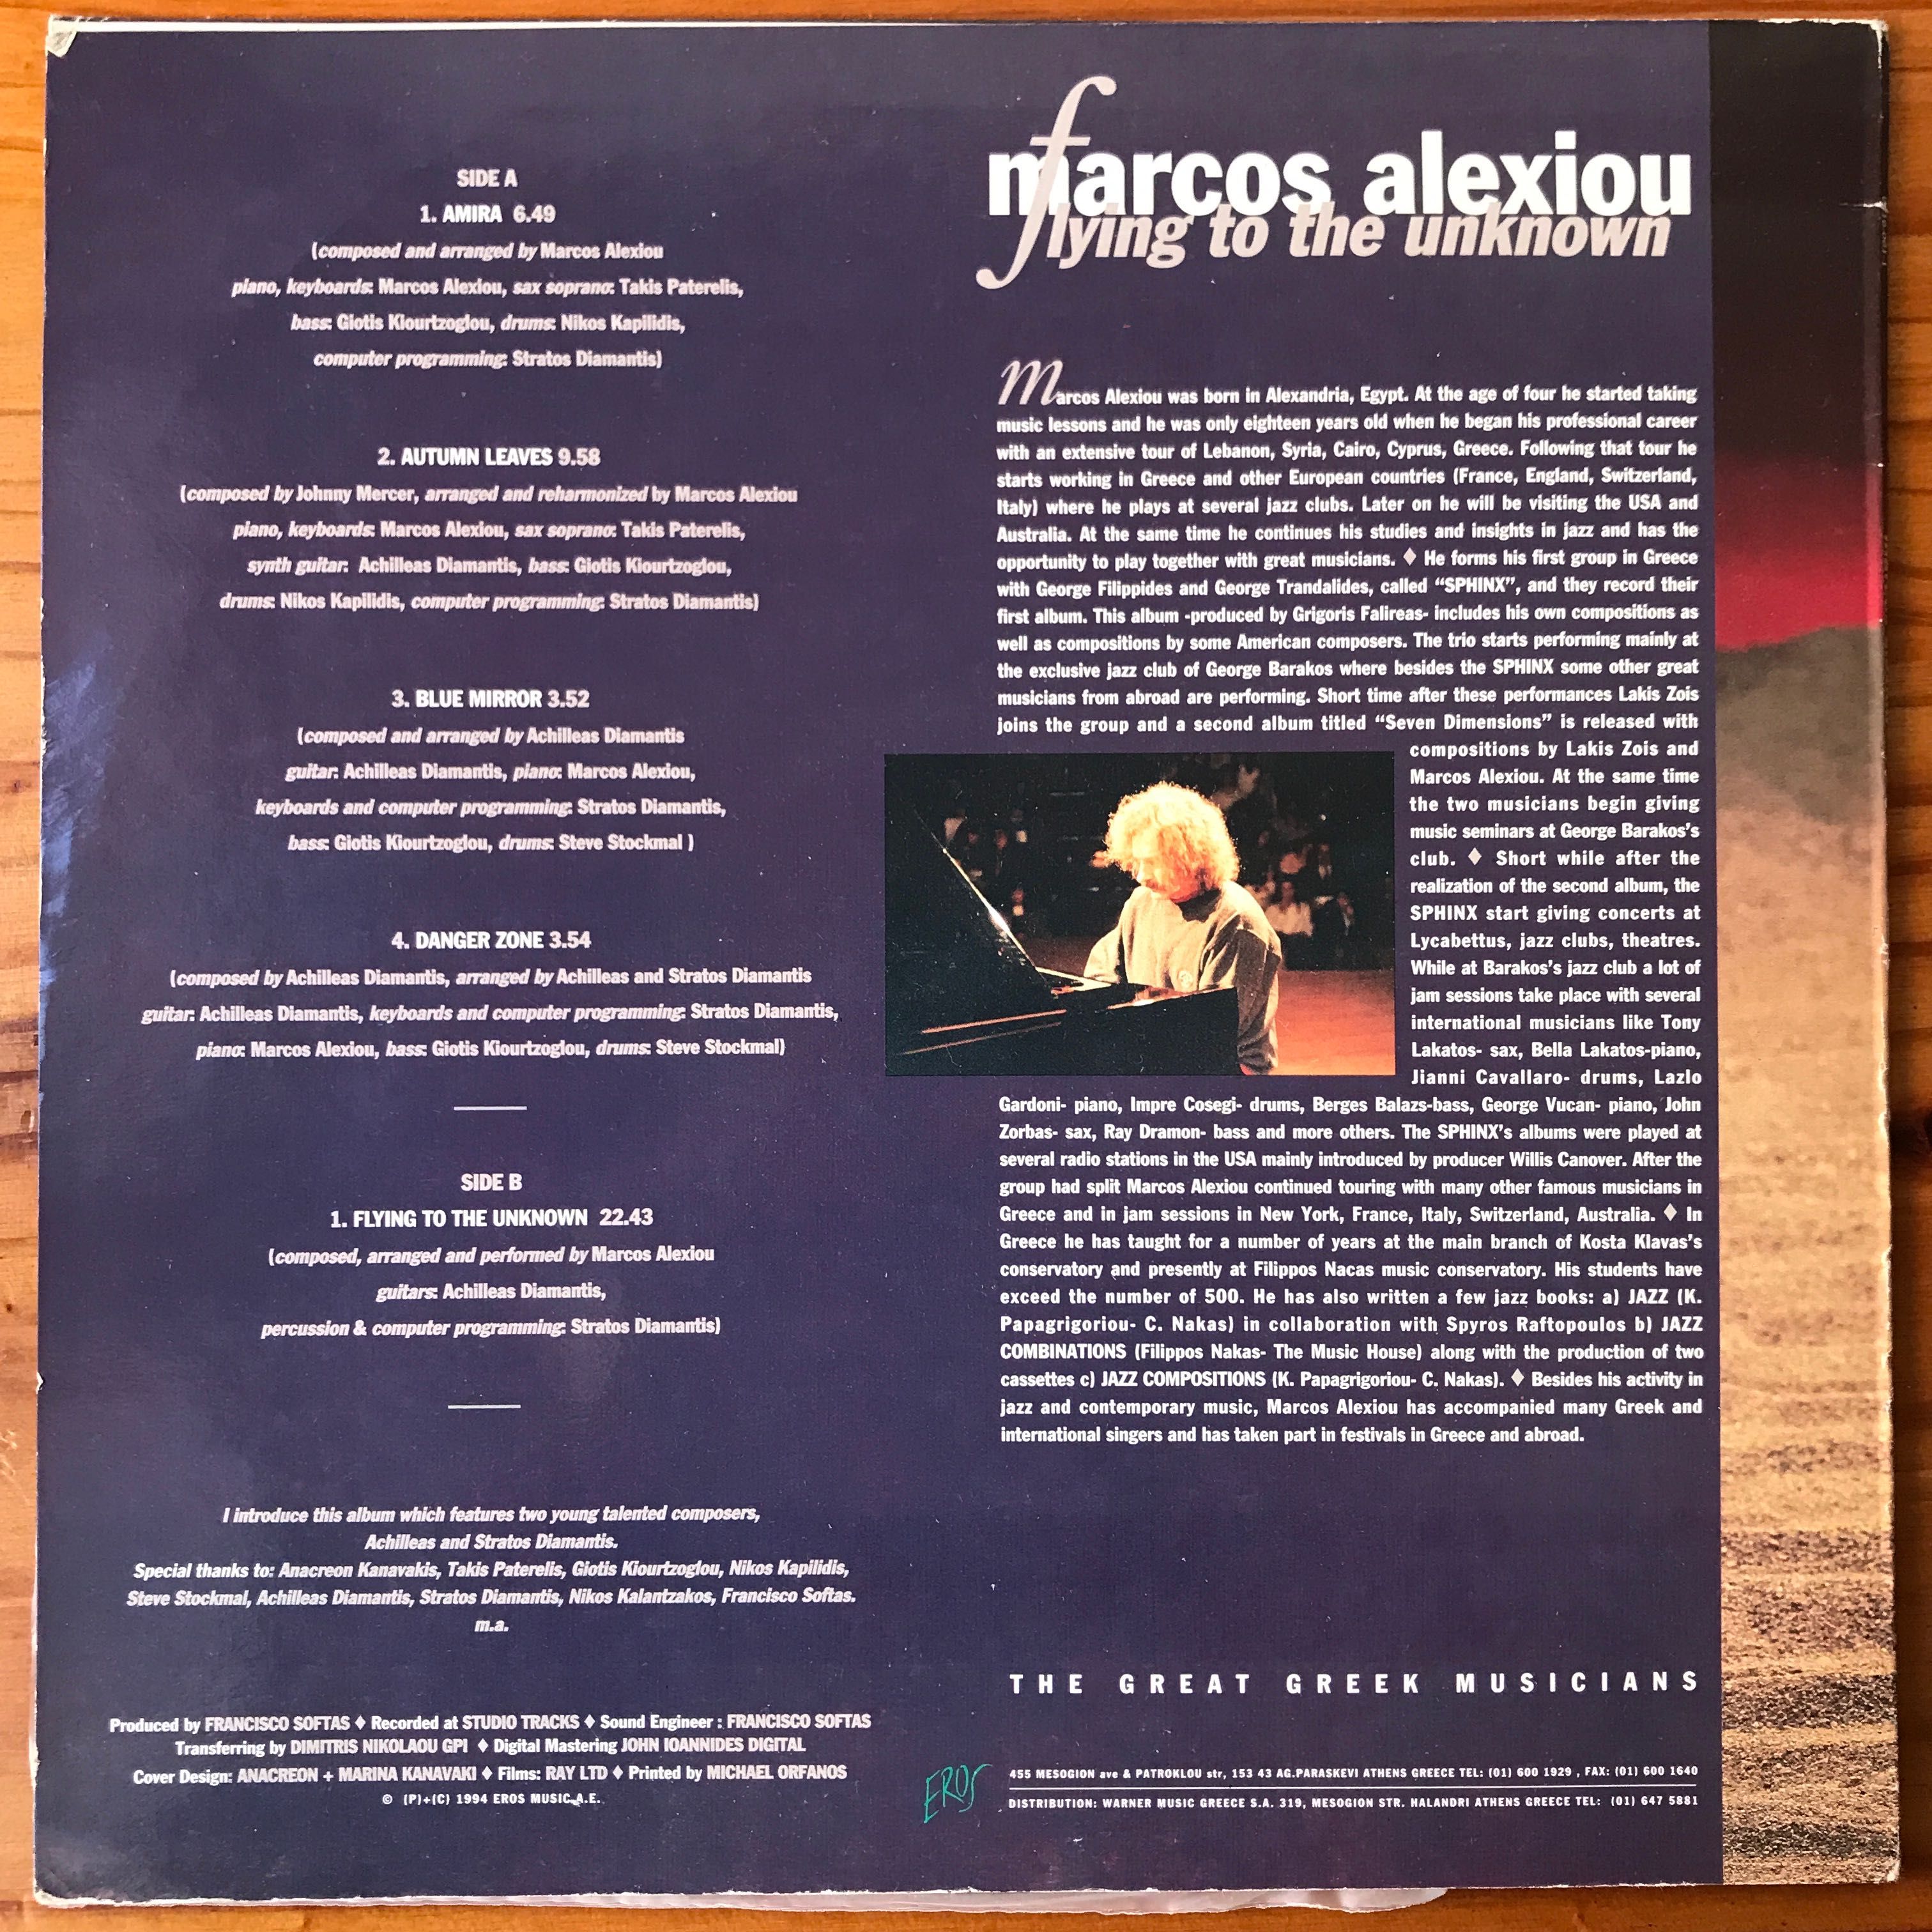 SIDE A
1. AMIRA 6.49
(composed and arranged by Marcos Alexiou
piano, keyboards: Marcos Alexiou, sax soprano: Takis Paterelis,
bass: Giotis Kiourtzoglou, drums: Nikos Kapilidis,
computer programming: Stratos Diamantis)
2. AUTUMN LEAVES 9.58
(composed by Johnny Mercer, arranged and reharmonized by Marcos Alexiou
piano, keyboards: Marcos Alexiou, sax soprano: Takis Paterelis,
synth guitar: Achilleas Diamantis, bass: Giotis Kiourtzoglou,
drums: Nikos Kapilidis, computer programming: Stratos Diamantis)
3. BLUE MIRROR 3.52
(composed and arranged by Achilleas Diamantis
guitar: Achilleas Diamantis, piano: Marcos Alexiou,
keyboards and computer programming: Stratos Diamantis,
bass: Giotis Kiourtzoglou, drums: Steve Stockmal )
4. DANGER ZONE 3.54
(composed by Achilleas Diamantis, arranged by Achilleas and Stratos Diamantis
guitar: Achilleas Diamantis, keyboards and computer programming: Stratos Diamantis,
piano: Marcos Alexiou, bass: Giotis Kiourtzoglou, drums: Steve Stockmal)
SIDE B
1. FLYING TO THE UNKNOWN 22.43
(composed, arranged and performed by Marcos Alexiou
guitars: Achilleas Diamantis,
percussion & computer programming: Stratos Diamantis)
I introduce this album which features two young talented composers,
Achilleas and Stratos Diamantis.
Special thanks to: Anacreon Kanavakis, Takis Paterelis, Giotis Kiourtzoglou, Nikos Kapilidis,
Steve Stockmal, Achilleas Diamantis, Stratos Diamantis, Nikos Kalantzakos, Francisco Softas.
m.a.
Produced by FRANCISCO SOFTAS ♦ Recorded at STUDIO TRACKS ♦ Sound Engineer : FRANCISCO SOFTAS
Transferring by DIMITRIS NIKOLAOU GPI ♦ Digital Mastering JOHN IOANNIDES DIGITAL
Cover Design: ANACREON + MARINA KANAVAKI ♦ Films: RAY LTD ♦ Printed by MICHAEL ORFANOS
© (P)+(C) 1994 EROS MUSIC A.E.
marcos alexiou
flying to the unknown
Marcos Alexiou was born in Alexandria, Egypt. At the age of four he started taking
music lessons and he was only eighteen years old when he began his professional career
with an extensive tour of Lebanon, Syria, Cairo, Cyprus, Greece. Following that tour he
starts working in Greece and other European countries (France, England, Switzerland,
Italy) where he plays at several jazz clubs. Later on he will be visiting the USA and
Australia. At the same time he continues his studies and insights in jazz and has the
opportunity to play together with great musicians. ♦ He forms his first group in Greece
with George Filippides and George Trandalides, called “SPHINX”, and they record their
first album. This album -produced by Grigoris Falireas- includes his own compositions as
well as compositions by some American composers. The trio starts performing mainly at
the exclusive jazz club of George Barakos where besides the SPHINX some other great
musicians from abroad are performing. Short time after these performances Lakis Zois
joins the group and a second album titled “Seven Dimensions” is released with
compositions by Lakis Zois and
Marcos Alexiou. At the same time
the two musicians begin giving
music seminars at George Barakos's
club. ♦ Short while after the
realization of the second album, the
SPHINX start giving concerts at
Lycabettus, jazz clubs, theatres.
While at Barakos's jazz club a lot of
jam sessions take place with several
international musicians like Tony
Lakatos- sax, Bella Lakatos-piano,
Jianni Cavallaro- drums, Lazlo
Gardoni- piano, Impre Cosegi- drums, Berges Balazs-bass, George Vucan- piano, John
Zorbas- sax, Ray Dramon- bass and more others. The SPHINX's albums were played at
several radio stations in the USA mainly introduced by producer Willis Canover. After the
group had split Marcos Alexiou continued touring with many other famous musicians in
Greece and in jam sessions in New York, France, Italy, Switzerland, Australia. ♦ In
Greece he has taught for a number of years at the main branch of Kosta Klavas's
conservatory and presently at Filippos Nacas music conservatory. His students have
exceed the number of 500. He has also written a few jazz books: a) JAZZ (K.
Papagrigoriou- C. Nakas) in collaboration with Spyros Raftopoulos b) JAZZ
COMBINATIONS (Filippos Nakas- The Music House) along with the production of two
cassettes c) JAZZ COMPOSITIONS (K. Papagrigoriou- C. Nakas). ♦ Besides his activity in
jazz and contemporary music, Marcos Alexiou has accompanied many Greek and
international singers and has taken part in festivals in Greece and abroad.
THE GREAT GREEK MUSICIANS
EROS
455 MESOGION ave & PATROKLOU str, 153 43 AG.PARASKEVI ATHENS GREECE TEL: (01) 600 1929 , FAX: (01) 600 1640
DISTRIBUTION: WARNER MUSIC GREECE S.A. 319, MESOGION STR. HALANDRI ATHENS GREECE TEL: (01) 647 5881